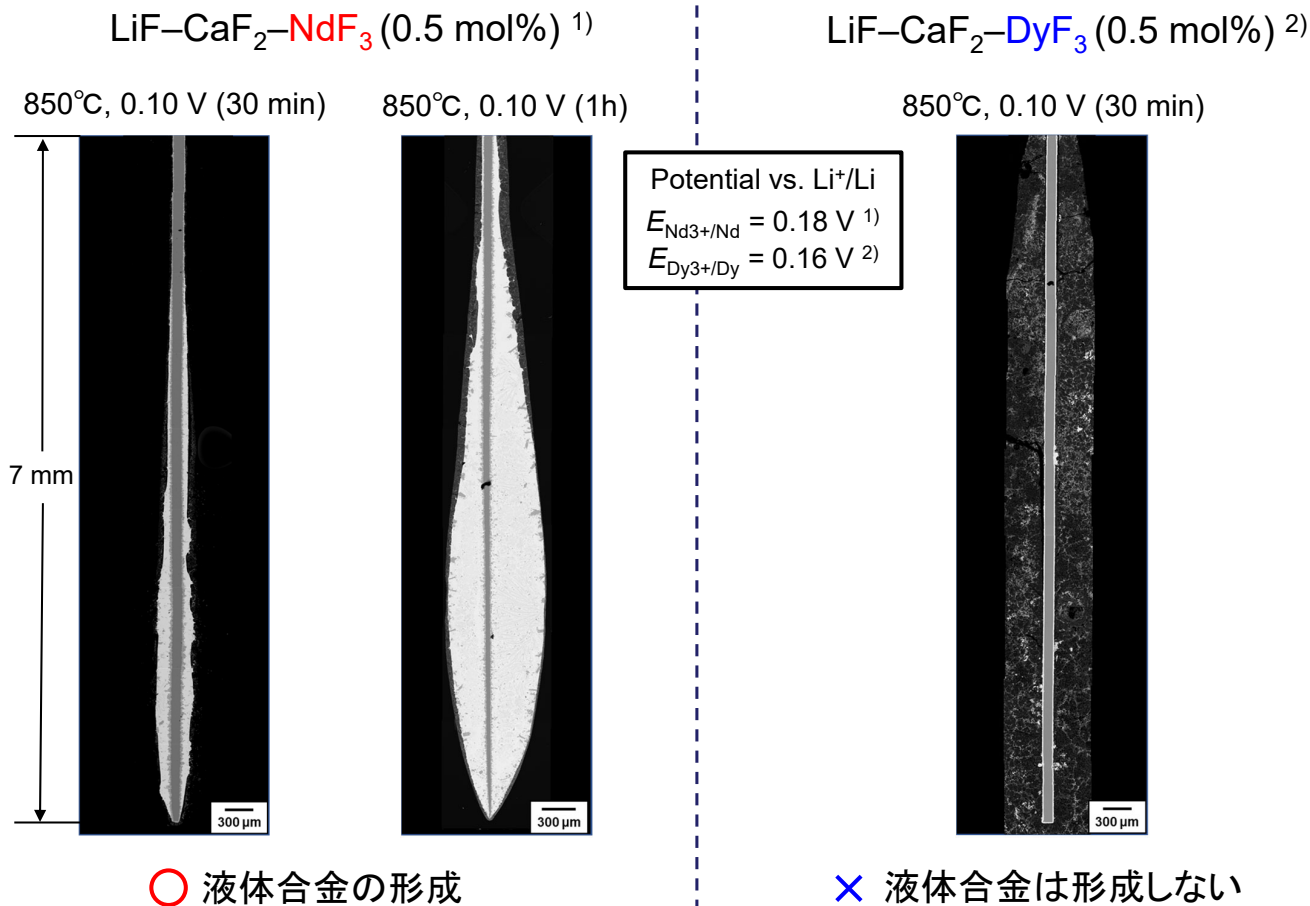 LiF–CaF₂–NdF₃ (0.5 mol%) ¹⁾
850℃, 0.10 V (30 min)
850℃, 0.10 V (1h)
7 mm
300 µm
300 µm
○ 液体合金の形成
Potential vs. Li⁺/Li
E_Nd3+/Nd = 0.18 V ¹⁾
E_Dy3+/Dy = 0.16 V ²⁾
LiF–CaF₂–DyF₃ (0.5 mol%) ²⁾
850℃, 0.10 V (30 min)
300 µm
× 液体合金は形成しない